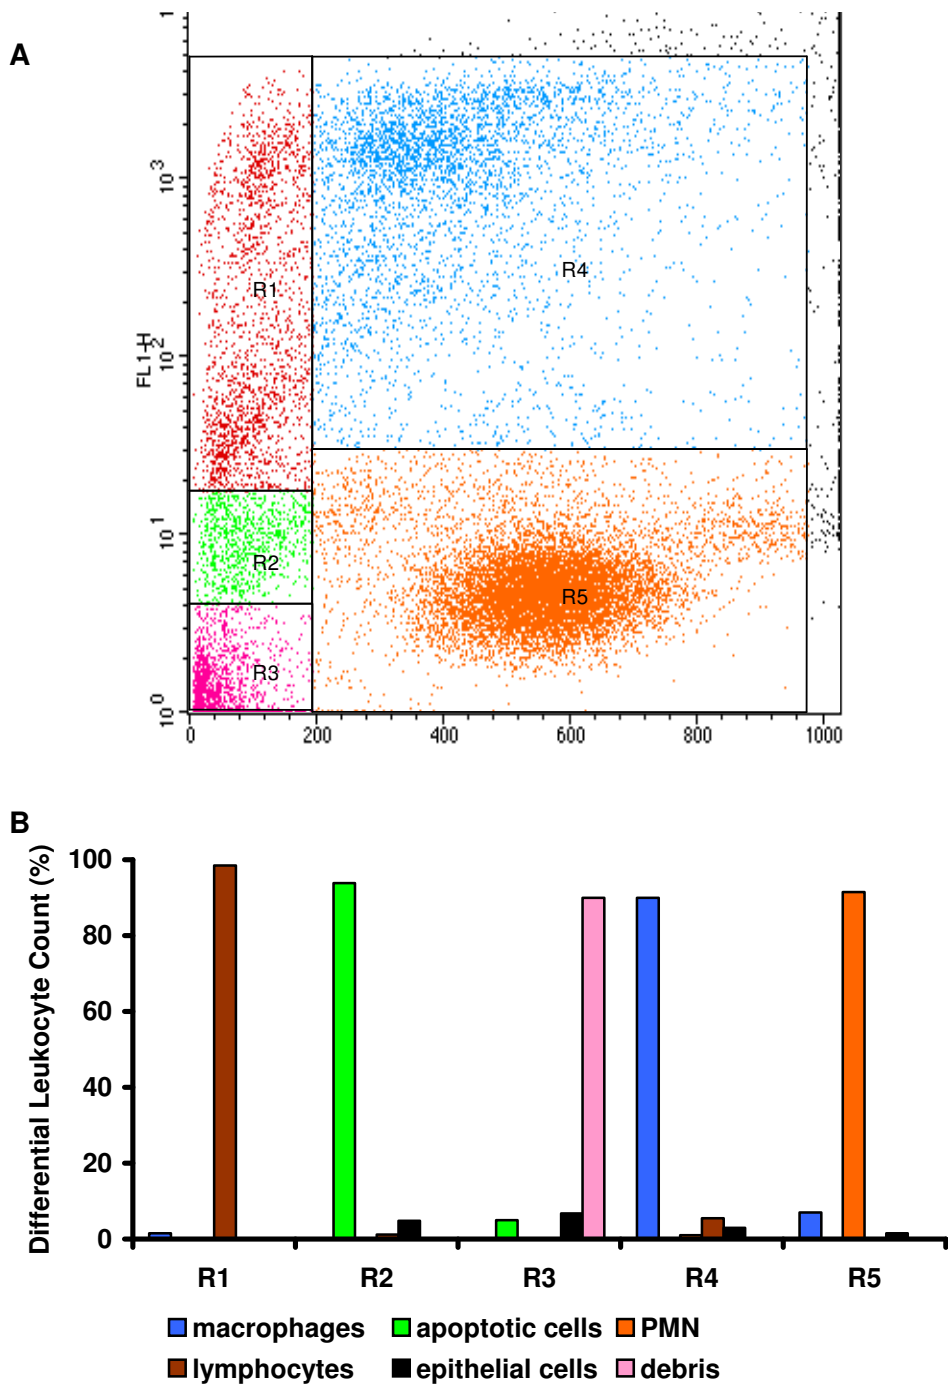 A
1
10^3
R4
R1
FL1-H
10^2
10^1
R2
R5
R3
10^0
0 200 400 600 800 1000
B
Differential Leukocyte Count (%)
100
80
60
40
20
0
R1 R2 R3 R4 R5
macrophages apoptotic cells PMN
lymphocytes epithelial cells debris